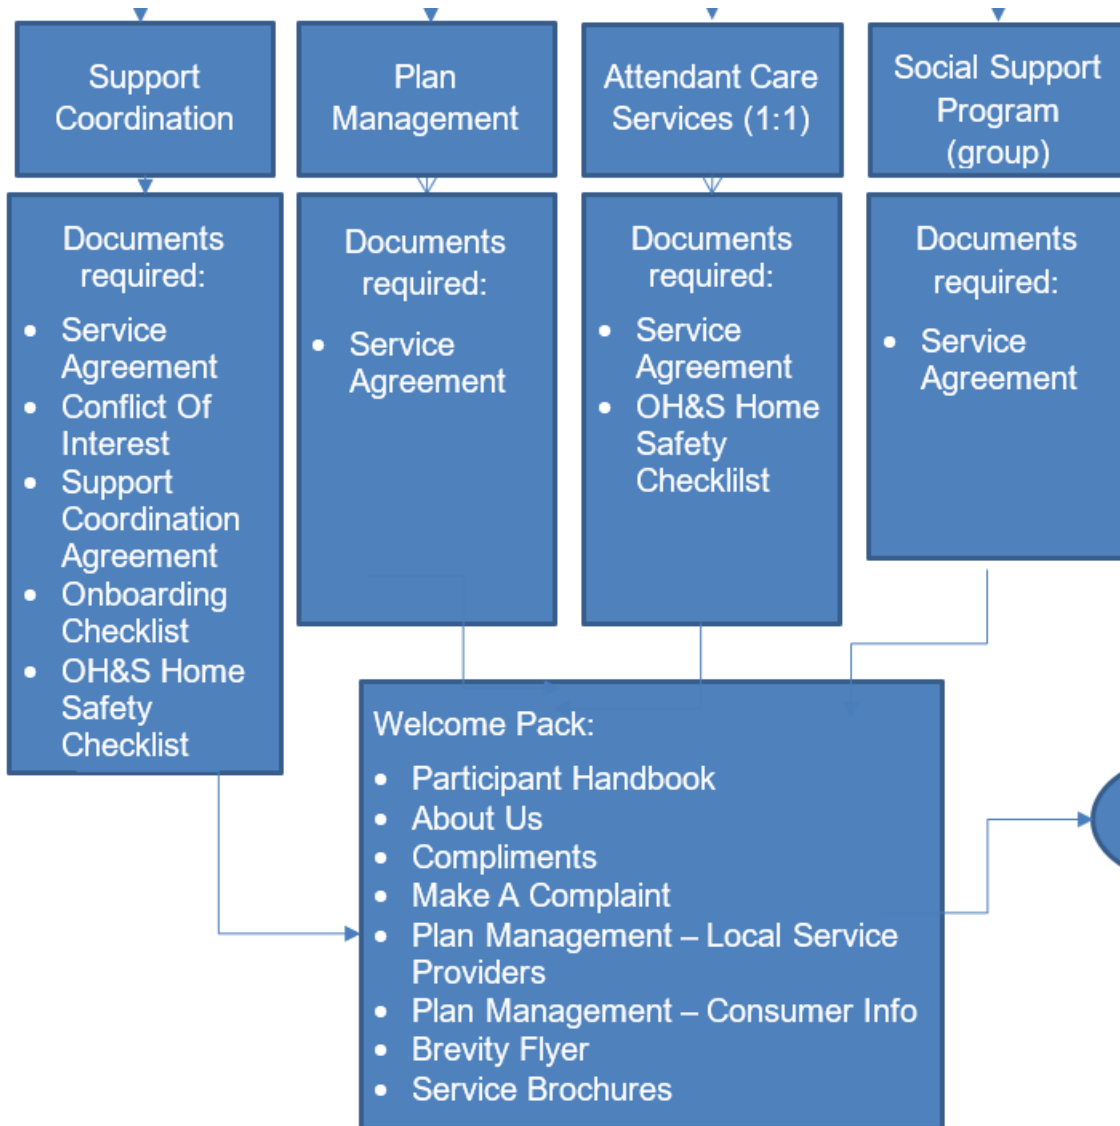 Support
Coordination
Plan
Management
Attendant Care
Services (1:1)
Social Support
Program
(group)
Documents
required:
• Service
Agreement
• Conflict Of
Interest
• Support
Coordination
Agreement
• Onboarding
Checklist
• OH&S Home
Safety
Checklist
Documents
required:
• Service
Agreement
Documents
required:
• Service
Agreement
• OH&S Home
Safety
Checklilst
Documents
required:
• Service
Agreement
Welcome Pack:
• Participant Handbook
• About Us
• Compliments
• Make A Complaint
• Plan Management – Local Service
Providers
• Plan Management – Consumer Info
• Brevity Flyer
• Service Brochures